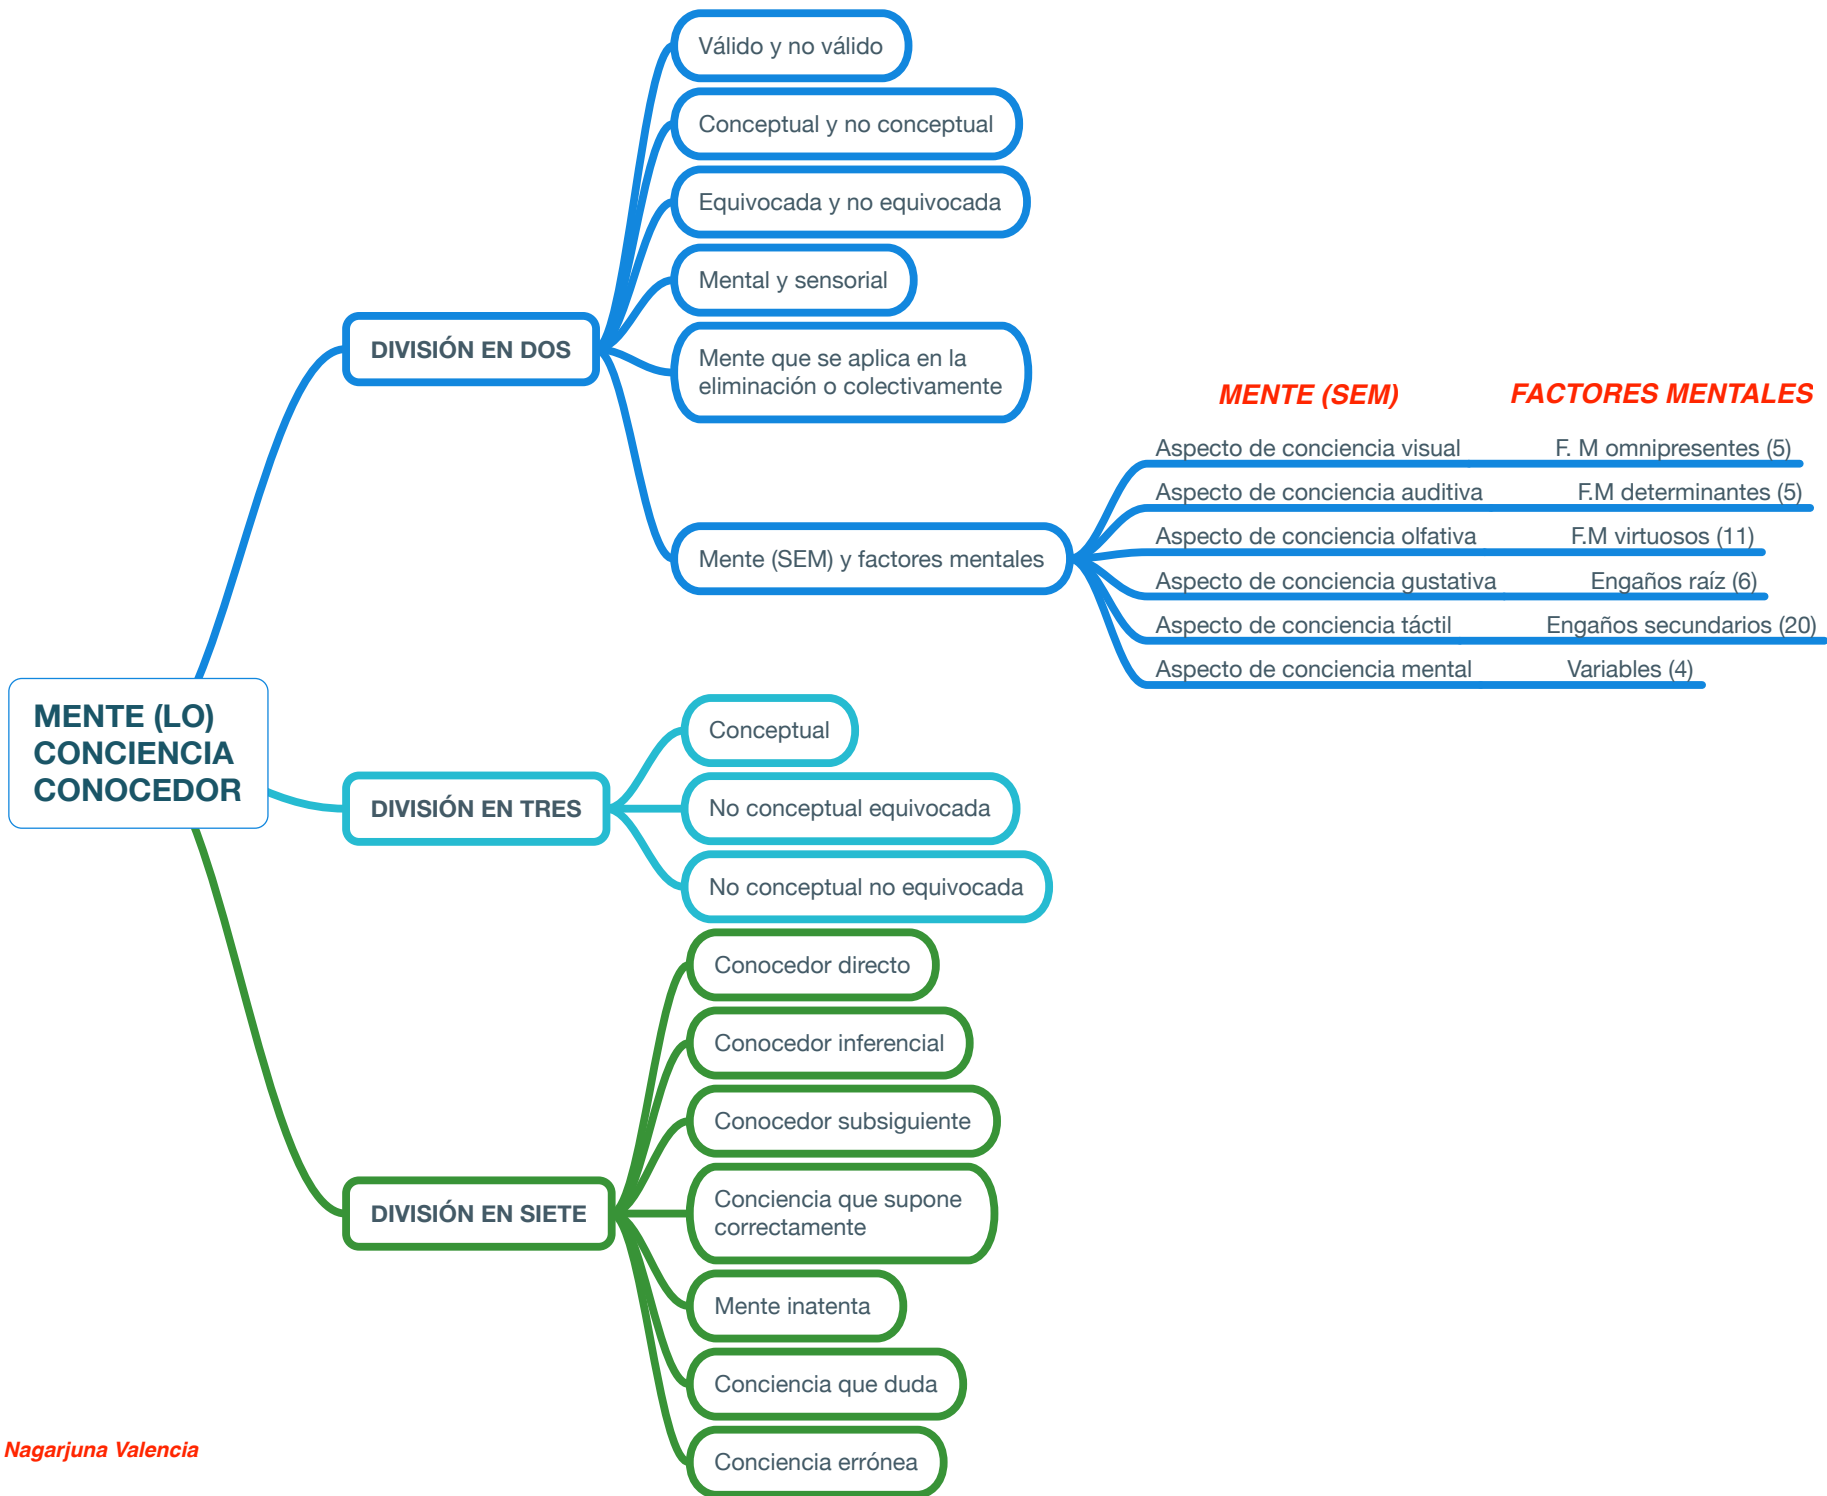 Válido y no válido
Conceptual y no conceptual
Equivocada y no equivocada
Mental y sensorial
DIVISIÓN EN DOS
Mente que se aplica en la
eliminación o colectivamente
MENTE (SEM)
FACTORES MENTALES
Aspecto de conciencia visual
F. M omnipresentes (5)
Aspecto de conciencia auditiva
F.M determinantes (5)
Aspecto de conciencia olfativa
F.M virtuosos (11)
Mente (SEM) y factores mentales
Aspecto de conciencia gustativa
Engaños raíz (6)
Aspecto de conciencia táctil
Engaños secundarios (20)
Aspecto de conciencia mental
Variables (4)
MENTE (LO)
CONCIENCIA
CONOCEDOR
Conceptual
DIVISIÓN EN TRES
No conceptual equivocada
No conceptual no equivocada
Conocedor directo
Conocedor inferencial
Conocedor subsiguiente
DIVISIÓN EN SIETE
Conciencia que supone
correctamente
Mente inatenta
Conciencia que duda
Conciencia errónea
Nagarjuna Valencia